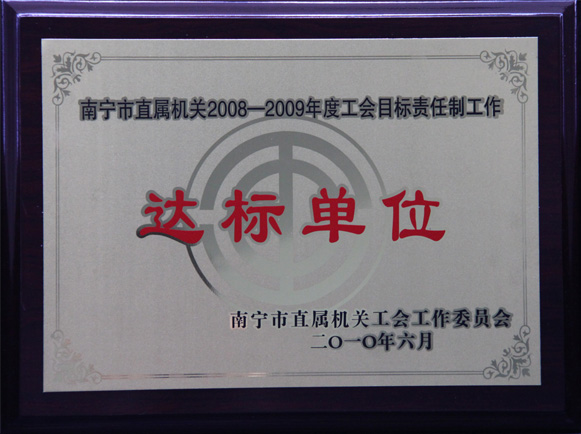 南宁市直属机关2008—2009年度工会目标责任制工作
达标单位
南宁市直属机关工会工作委员会
二〇一〇年六月